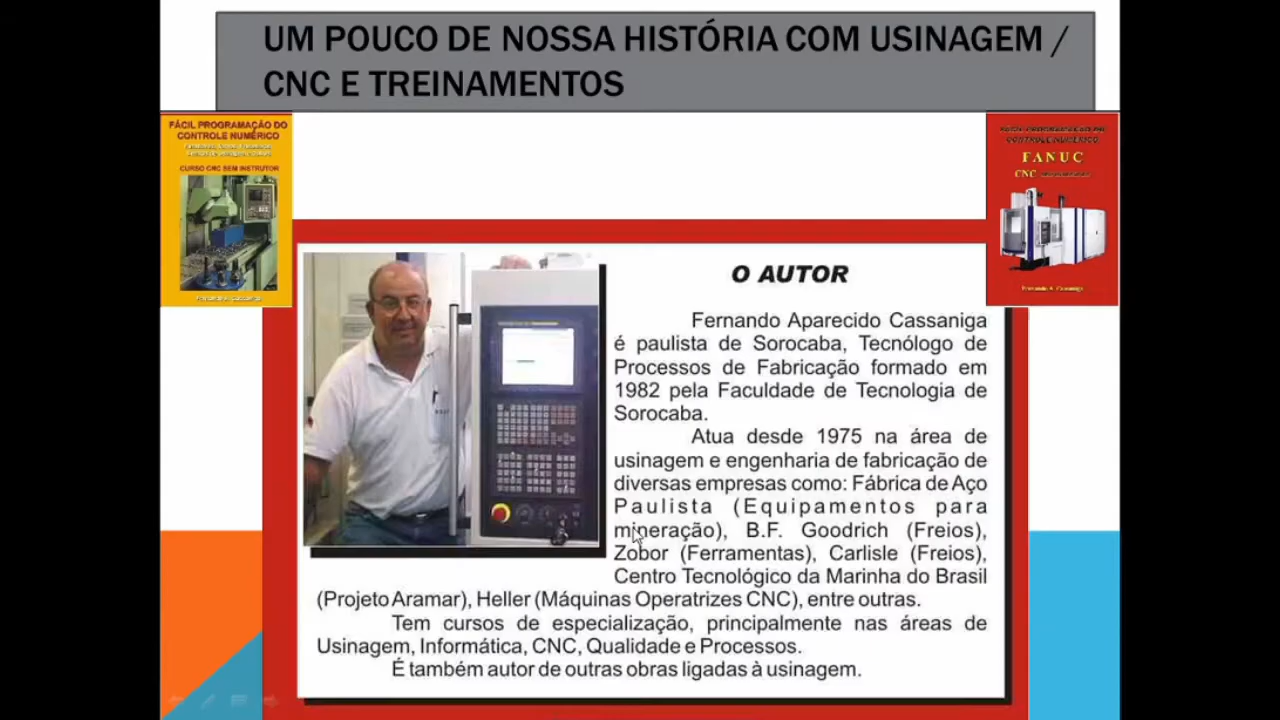 UM POUCO DE NOSSA HISTÓRIA COM USINAGEM /
CNC E TREINAMENTOS
FÁCIL PROGRAMAÇÃO DO
CONTROLE NUMÉRICO
CURSO CNC SEM INSTRUTOR
FÁCIL PROGRAMAÇÃO DO
CONTROLE NUMÉRICO
FANUC
CNC
O AUTOR
Fernando Aparecido Cassaniga
é paulista de Sorocaba, Tecnólogo de
Processos de Fabricação formado em
1982 pela Faculdade de Tecnologia de
Sorocaba.
Atua desde 1975 na área de
usinagem e engenharia de fabricação de
diversas empresas como: Fábrica de Aço
Paulista (Equipamentos para
mineração), B.F. Goodrich (Freios),
Zobor (Ferramentas), Carlisle (Freios),
Centro Tecnológico da Marinha do Brasil
(Projeto Aramar), Heller (Máquinas Operatrizes CNC), entre outras.
Tem cursos de especialização, principalmente nas áreas de
Usinagem, Informática, CNC, Qualidade e Processos.
É também autor de outras obras ligadas à usinagem.